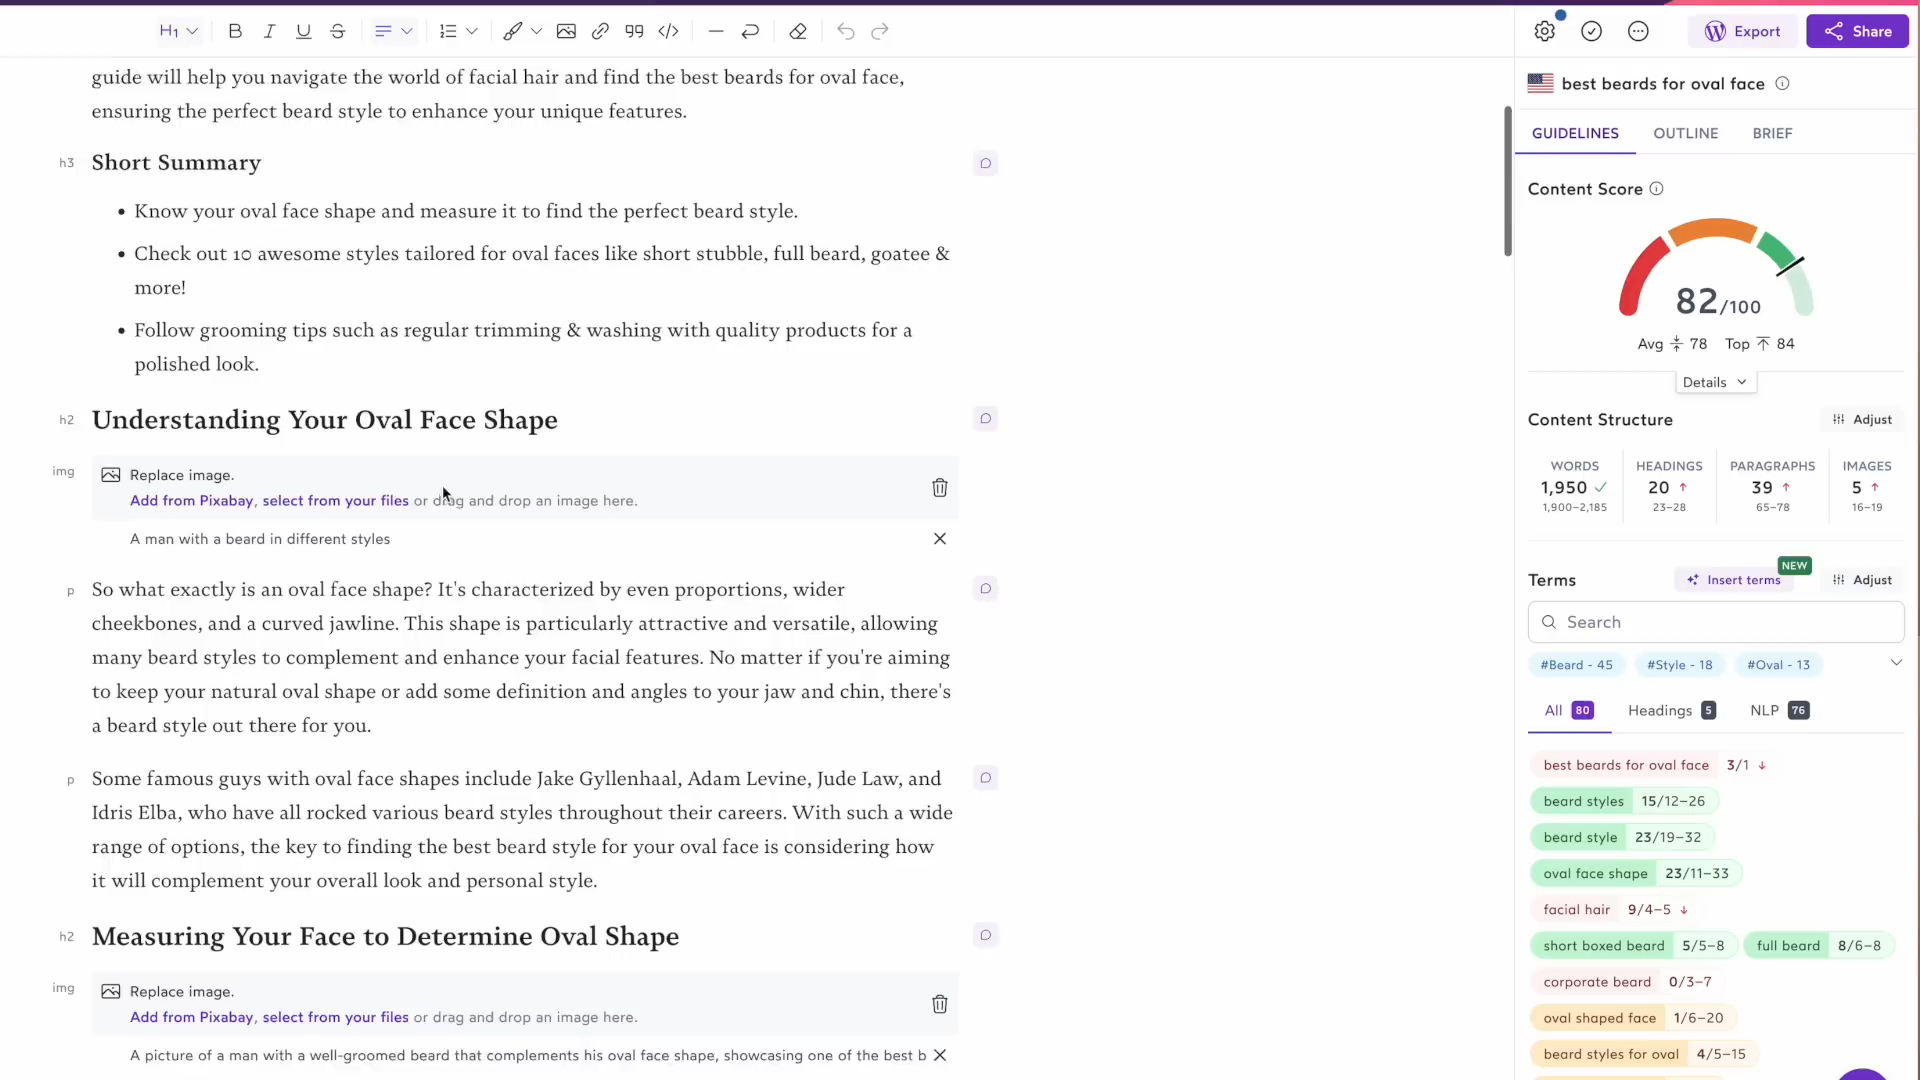 H1
B I U S
Export
Share
guide will help you navigate the world of facial hair and find the best beards for oval face,
ensuring the perfect beard style to enhance your unique features.
h3
Short Summary
• Know your oval face shape and measure it to find the perfect beard style.
• Check out 10 awesome styles tailored for oval faces like short stubble, full beard, goatee &
more!
• Follow grooming tips such as regular trimming & washing with quality products for a
polished look.
h2
Understanding Your Oval Face Shape
img
Replace image.
Add from Pixabay, select from your files or drag and drop an image here.
A man with a beard in different styles
p
So what exactly is an oval face shape? It's characterized by even proportions, wider
cheekbones, and a curved jawline. This shape is particularly attractive and versatile, allowing
many beard styles to complement and enhance your facial features. No matter if you're aiming
to keep your natural oval shape or add some definition and angles to your jaw and chin, there's
a beard style out there for you.
p
Some famous guys with oval face shapes include Jake Gyllenhaal, Adam Levine, Jude Law, and
Idris Elba, who have all rocked various beard styles throughout their careers. With such a wide
range of options, the key to finding the best beard style for your oval face is considering how
it will complement your overall look and personal style.
h2
Measuring Your Face to Determine Oval Shape
img
Replace image.
Add from Pixabay, select from your files or drag and drop an image here.
A picture of a man with a well-groomed beard that complements his oval face shape, showcasing one of the best b
best beards for oval face
GUIDELINES OUTLINE BRIEF
Content Score
82/100
Avg 78 Top 84
Details
Content Structure
Adjust
WORDS HEADINGS PARAGRAPHS IMAGES
1,950 20 39 5
1,900–2,185 23–28 65–78 16–19
NEW
Terms
Insert terms
Adjust
Search
#Beard - 45 #Style - 18 #Oval - 13
All 80 Headings 5 NLP 76
best beards for oval face 3/1
beard styles 15/12–26
beard style 23/19–32
oval face shape 23/11–33
facial hair 9/4–5
short boxed beard 5/5–8 full beard 8/6–8
corporate beard 0/3–7
oval shaped face 1/6–20
beard styles for oval 4/5–15